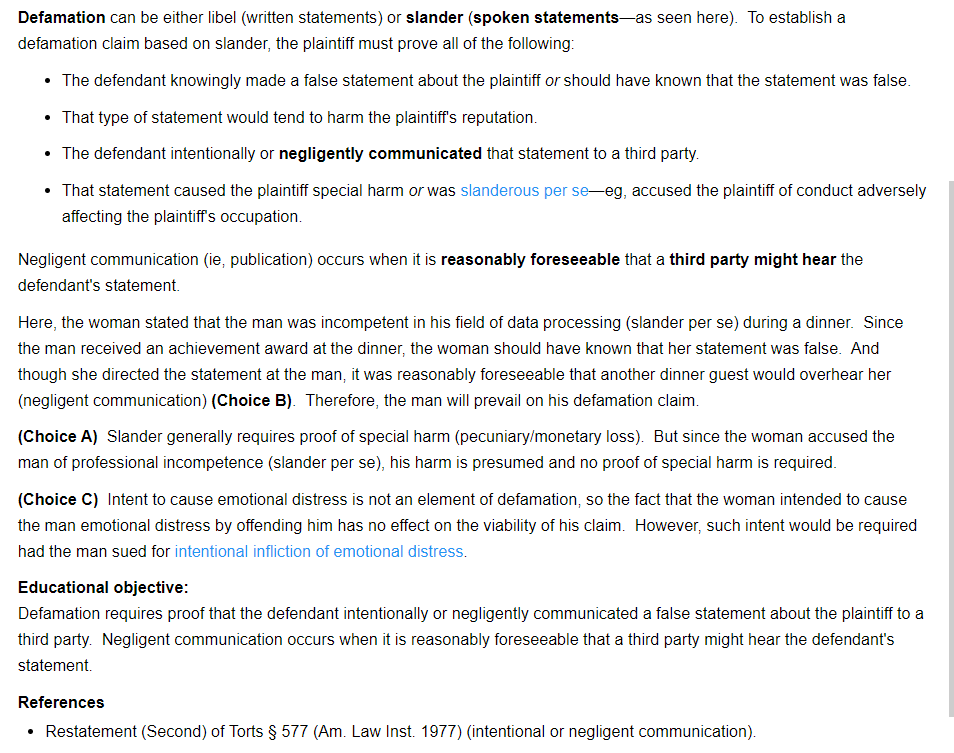 Defamation can be either libel (written statements) or slander (spoken statements—as seen here).  To establish a
defamation claim based on slander, the plaintiff must prove all of the following:
• The defendant knowingly made a false statement about the plaintiff or should have known that the statement was false.
• That type of statement would tend to harm the plaintiff's reputation.
• The defendant intentionally or negligently communicated that statement to a third party.
• That statement caused the plaintiff special harm or was slanderous per se—eg, accused the plaintiff of conduct adversely
affecting the plaintiff's occupation.
Negligent communication (ie, publication) occurs when it is reasonably foreseeable that a third party might hear the
defendant's statement.
Here, the woman stated that the man was incompetent in his field of data processing (slander per se) during a dinner.  Since
the man received an achievement award at the dinner, the woman should have known that her statement was false.  And
though she directed the statement at the man, it was reasonably foreseeable that another dinner guest would overhear her
(negligent communication) (Choice B).  Therefore, the man will prevail on his defamation claim.
(Choice A)  Slander generally requires proof of special harm (pecuniary/monetary loss).  But since the woman accused the
man of professional incompetence (slander per se), his harm is presumed and no proof of special harm is required.
(Choice C)  Intent to cause emotional distress is not an element of defamation, so the fact that the woman intended to cause
the man emotional distress by offending him has no effect on the viability of his claim.  However, such intent would be required
had the man sued for intentional infliction of emotional distress.
Educational objective:
Defamation requires proof that the defendant intentionally or negligently communicated a false statement about the plaintiff to a
third party.  Negligent communication occurs when it is reasonably foreseeable that a third party might hear the defendant's
statement.
References
• Restatement (Second) of Torts § 577 (Am. Law Inst. 1977) (intentional or negligent communication).